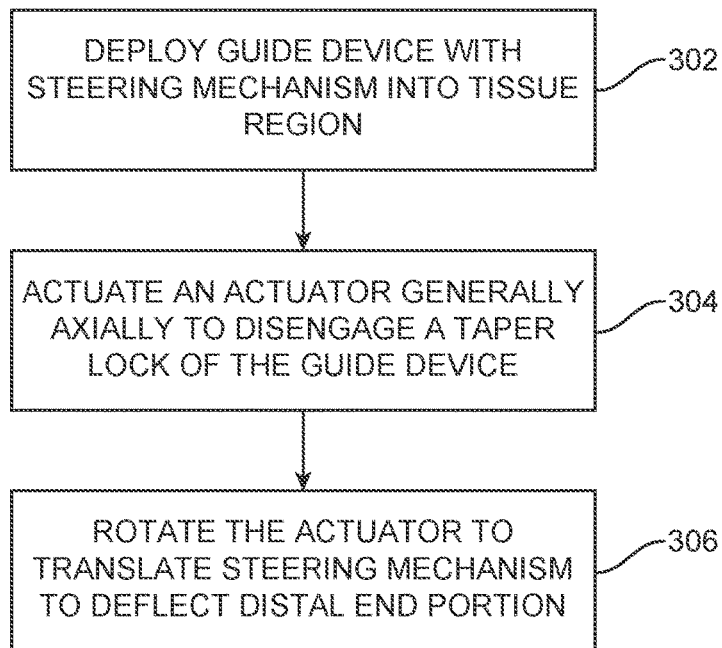 DEPLOY GUIDE DEVICE WITH
STEERING MECHANISM INTO TISSUE
REGION
302
ACTUATE AN ACTUATOR GENERALLY
AXIALLY TO DISENGAGE A TAPER
LOCK OF THE GUIDE DEVICE
304
ROTATE THE ACTUATOR TO
TRANSLATE STEERING MECHANISM
TO DEFLECT DISTAL END PORTION
306